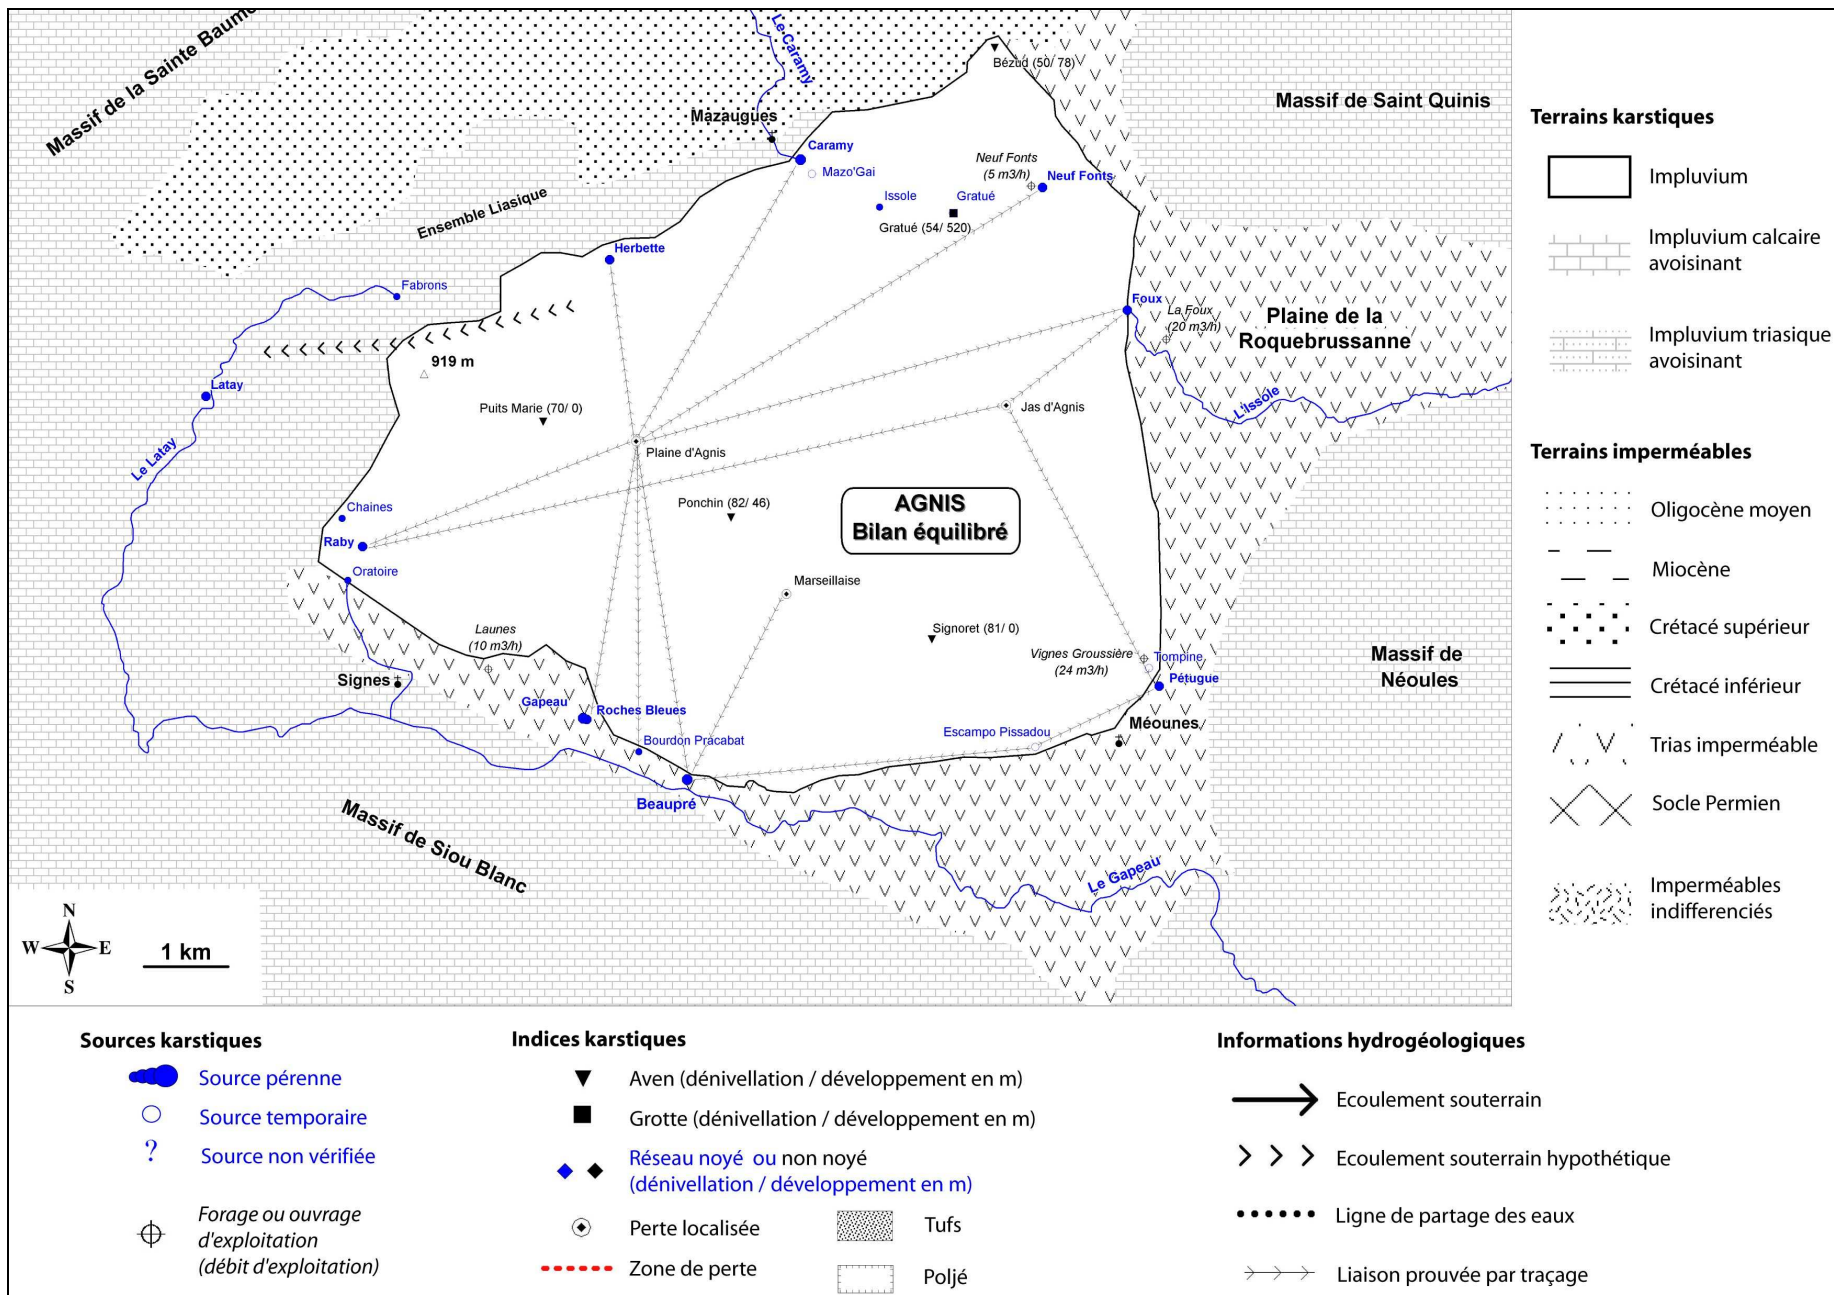 Massif de la Sainte Baume
Le Caramy
Bézud (50/ 78)
Massif de Saint Quinis
Mazaugues
Caramy
Mazo'Gai
Neuf Fonts
(5 m3/h)
Neuf Fonts
Issole
Gratué
Gratué (54/ 520)
Ensemble Liasique
Herbette
Fabrons
Foux
La Foux
(20 m3/h)
Plaine de la
Roquebrussanne
919 m
Latay
L'Issole
Puits Marie (70/ 0)
Jas d'Agnis
Le Latay
Plaine d'Agnis
Ponchin (82/ 46)
AGNIS
Bilan équilibré
Chaines
Raby
Oratoire
Marseillaise
Launes
(10 m3/h)
Signoret (81/ 0)
Vignes Groussière
(24 m3/h)
Tompine
Pétugue
Massif de
Néoules
Signes
Gapeau
Roches Bleues
Bourdon Pracabat
Escampo Pissadou
Méounes
Beaupré
Massif de Siou Blanc
Le Gapeau
N
W
E
S
1 km
Terrains karstiques
Impluvium
Impluvium calcaire
avoisinant
Impluvium triasique
avoisinant
Terrains imperméables
Oligocène moyen
Miocène
Crétacé supérieur
Crétacé inférieur
Trias imperméable
Socle Permien
Imperméables
indifferenciés
Sources karstiques
Source pérenne
Source temporaire
? Source non vérifiée
Forage ou ouvrage
d'exploitation
(débit d'exploitation)
Indices karstiques
Aven (dénivellation / développement en m)
Grotte (dénivellation / développement en m)
Réseau noyé ou non noyé
(dénivellation / développement en m)
Perte localisée
Zone de perte
Tufs
Poljé
Informations hydrogéologiques
Ecoulement souterrain
Ecoulement souterrain hypothétique
Ligne de partage des eaux
Liaison prouvée par traçage